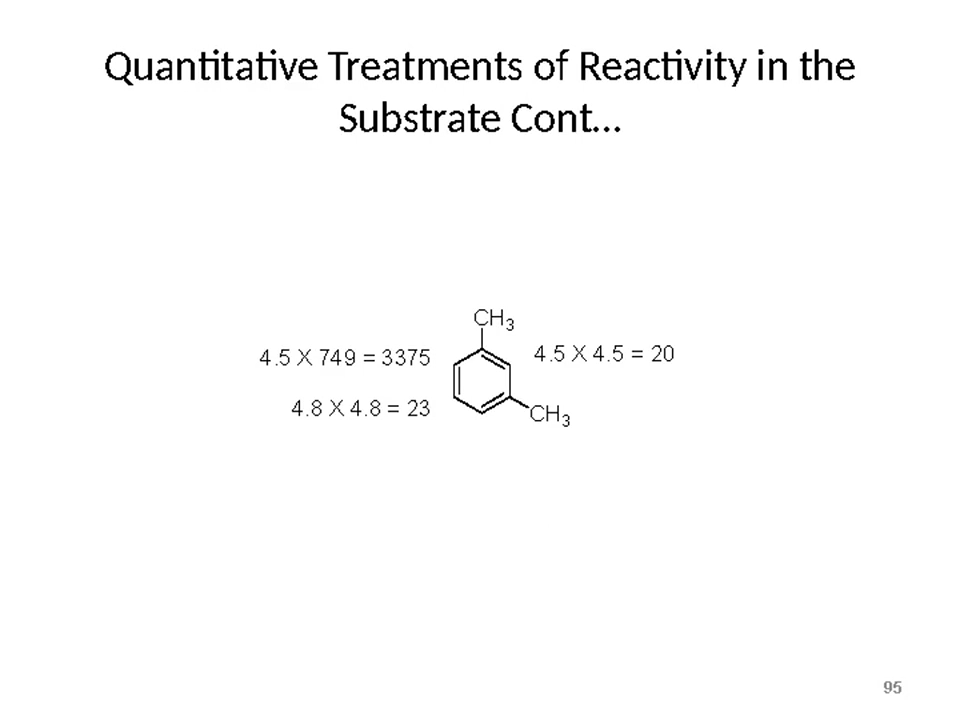 Quantitative Treatments of Reactivity in the
Substrate Cont…
CH3
4.5 X 749 = 3375
4.5 X 4.5 = 20
4.8 X 4.8 = 23
CH3
95